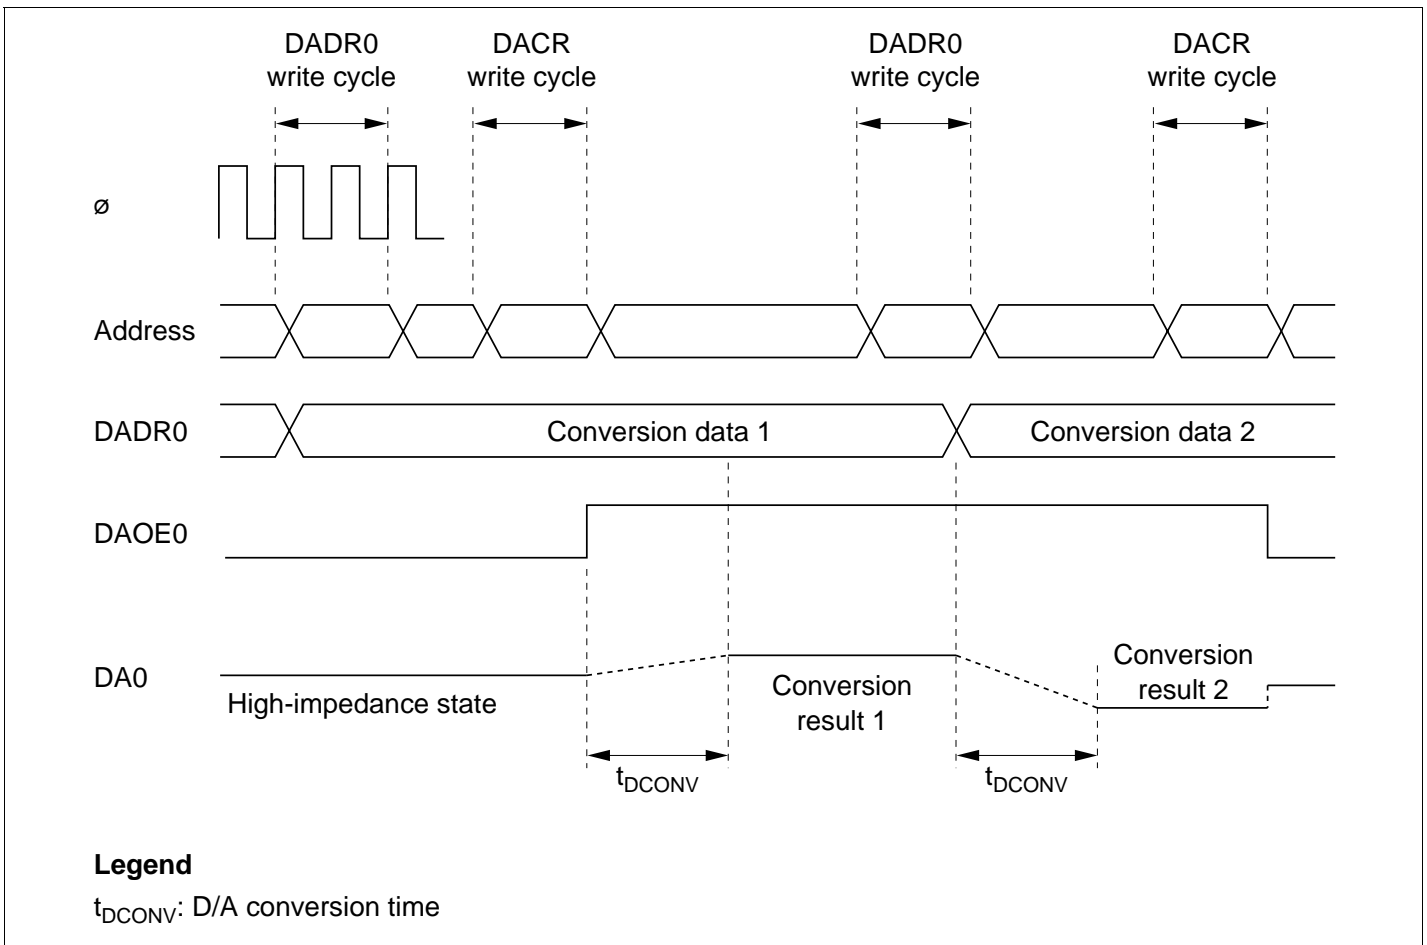 DADR0 DACR DADR0 DACR
write cycle write cycle write cycle write cycle
ø
Address
DADR0 Conversion data 1 Conversion data 2
DAOE0
DA0
High-impedance state
Conversion
result 1
Conversion
result 2
tDCONV tDCONV
Legend
tDCONV: D/A conversion time